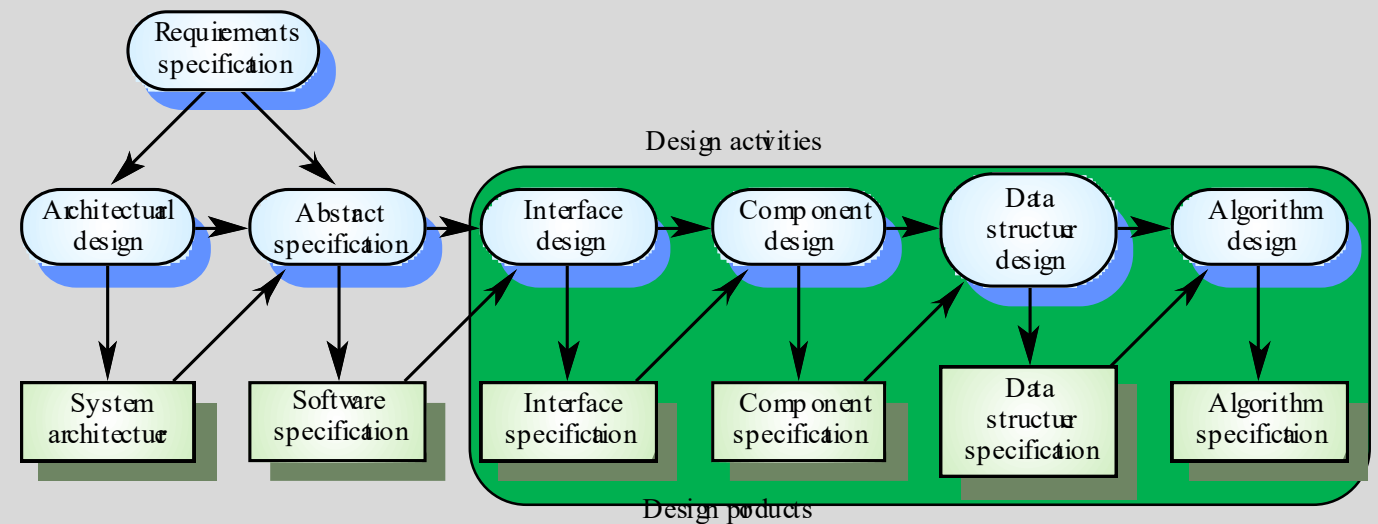 Requirements
specification
Design activities
Architectural
design
Abstract
specification
Interface
design
Component
design
Data
structure
design
Algorithm
design
System
architecture
Software
specification
Interface
specification
Component
specification
Data
structure
specification
Algorithm
specification
Design products